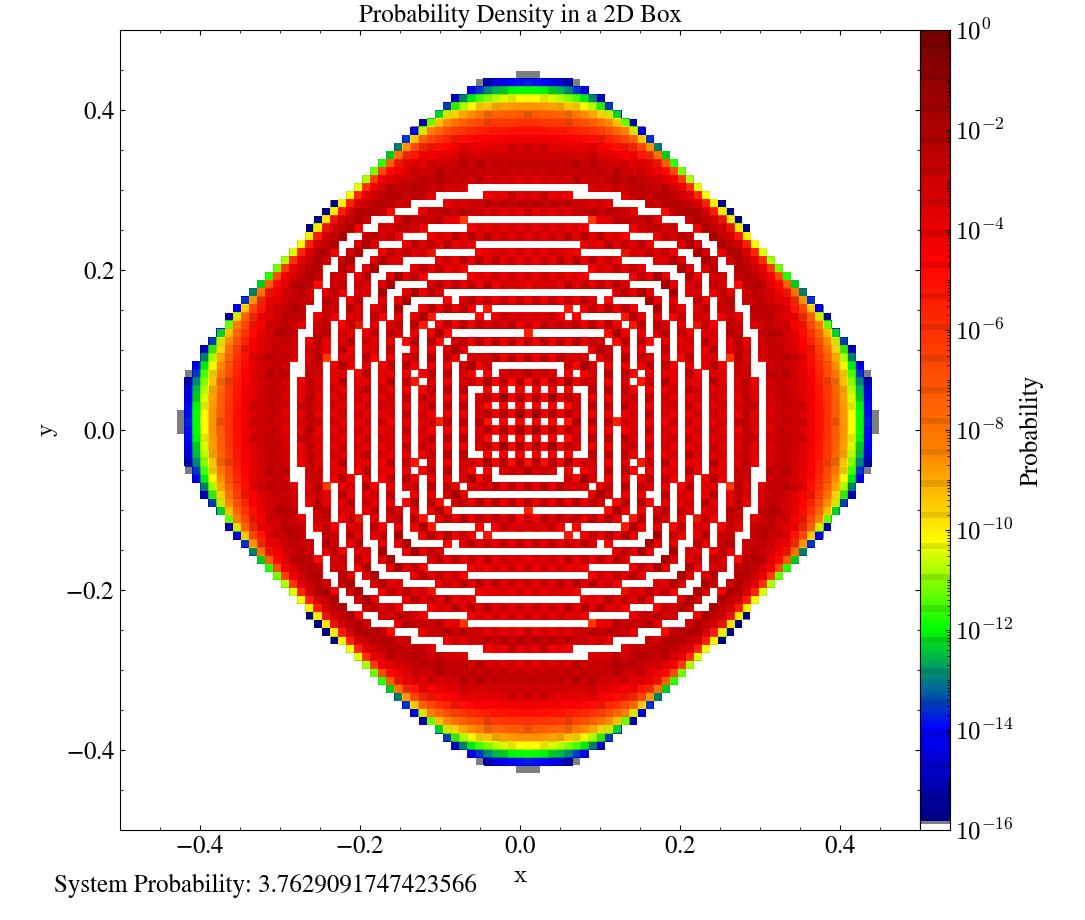 Probability Density in a 2D Box
10^0
10^-2
10^-4
10^-6
10^-8
10^-10
10^-12
10^-14
10^-16
Probability
0.4
0.2
0.0
−0.2
−0.4
y
−0.4 −0.2 0.0 0.2 0.4
x
System Probability: 3.7629091747423566